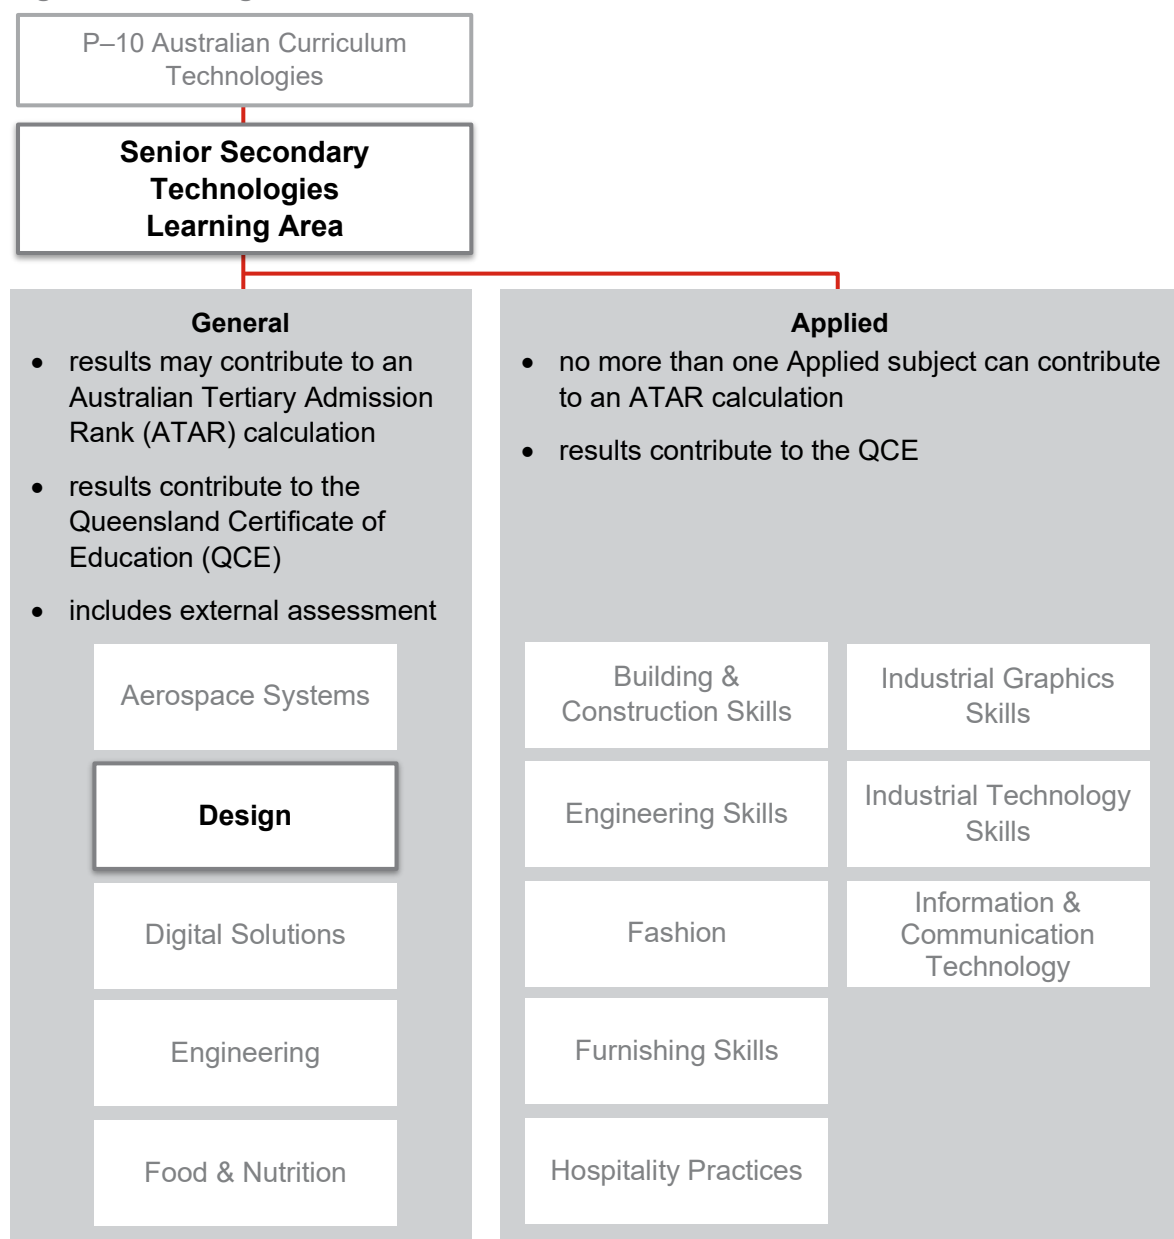 P–10 Australian Curriculum
Technologies
Senior Secondary
Technologies
Learning Area
General
• results may contribute to an
Australian Tertiary Admission
Rank (ATAR) calculation
• results contribute to the
Queensland Certificate of
Education (QCE)
• includes external assessment
Aerospace Systems
Design
Digital Solutions
Engineering
Food & Nutrition
Applied
• no more than one Applied subject can contribute
to an ATAR calculation
• results contribute to the QCE
Building &
Construction Skills
Engineering Skills
Fashion
Furnishing Skills
Hospitality Practices
Industrial Graphics
Skills
Industrial Technology
Skills
Information &
Communication
Technology